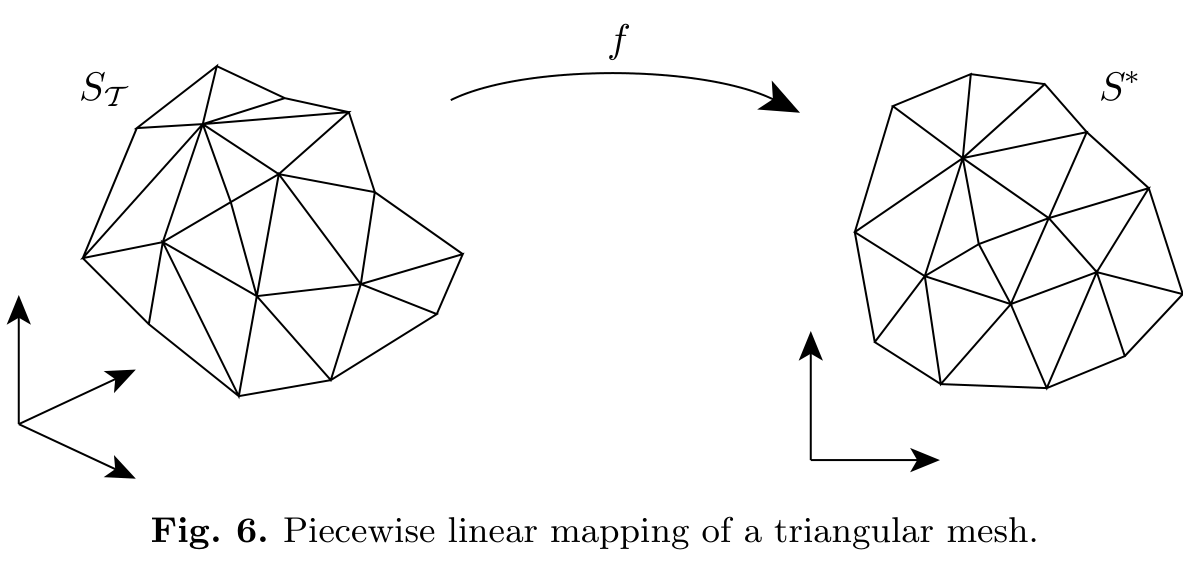 f
S_𝒯
S*
Fig. 6. Piecewise linear mapping of a triangular mesh.